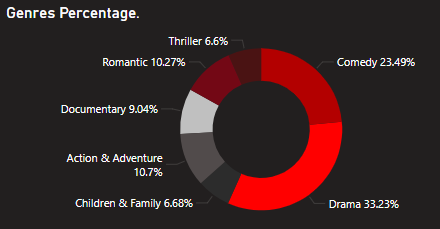 Genres Percentage.
Thriller 6.6%
Romantic 10.27%
Comedy 23.49%
Documentary 9.04%
Action & Adventure
10.7%
Children & Family 6.68%
Drama 33.23%